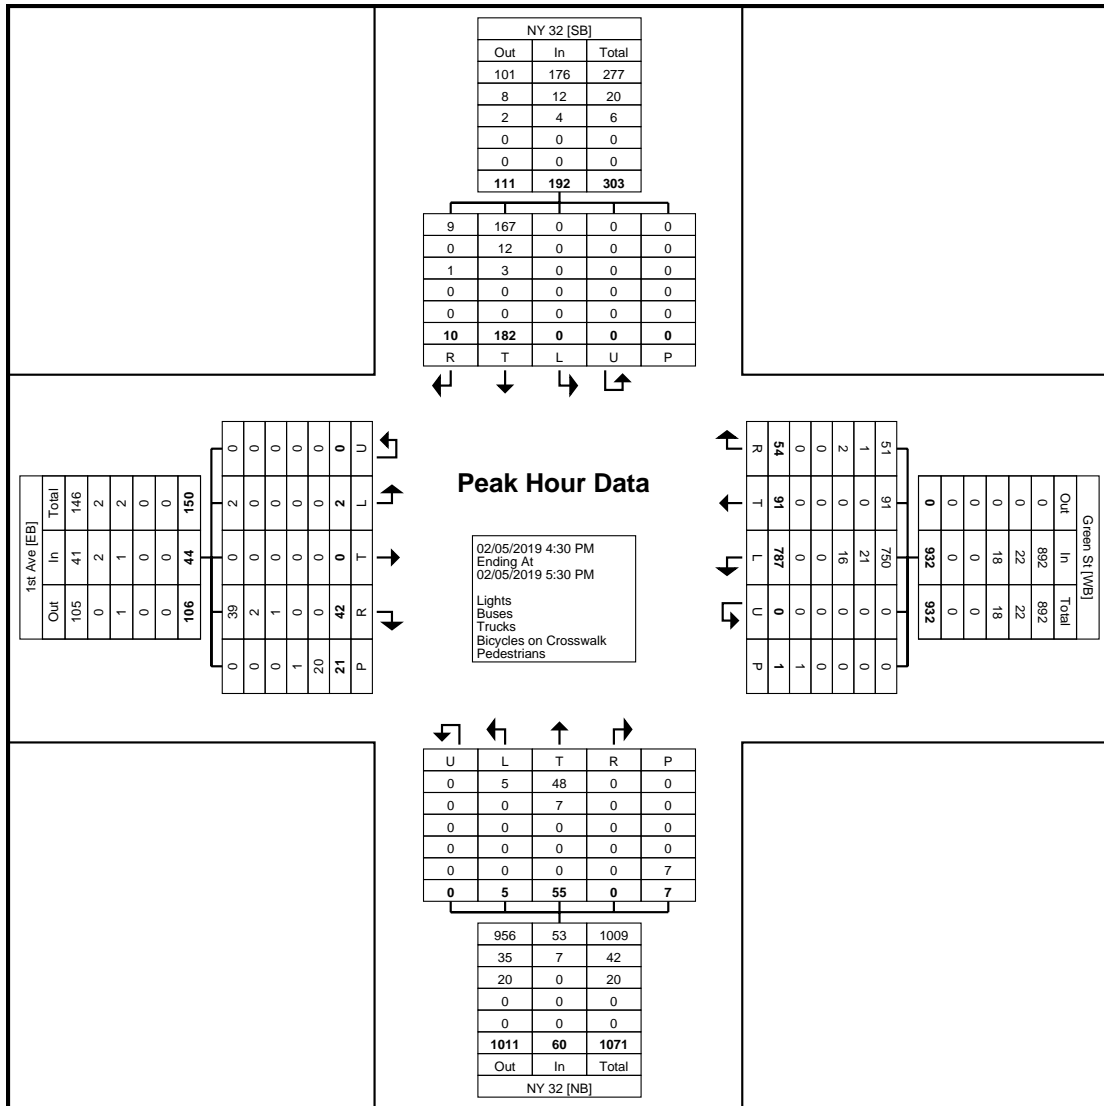 NY 32 [SB]
Out In Total
101 176 277
8 12 20
2 4 6
0 0 0
0 0 0
111 192 303
9 167 0 0 0
0 12 0 0 0
1 3 0 0 0
0 0 0 0 0
0 0 0 0 0
10 182 0 0 0
R T L U P
1st Ave [EB]
Total 146 2 2 0 0 150
In 41 2 1 0 0 44
Out 105 0 1 0 0 106
0 0 0 0 0 0 U
2 0 0 0 0 2 L
0 0 0 0 0 0 T
39 2 1 0 0 42 R
0 0 0 1 20 21 P
Peak Hour Data
02/05/2019 4:30 PM
Ending At
02/05/2019 5:30 PM
Lights
Buses
Trucks
Bicycles on Crosswalk
Pedestrians
R 54 0 0 2 1 51
T 91 0 0 0 0 91
L 787 0 0 16 21 750
U 0 0 0 0 0 0
P 1 1 0 0 0 0
Green St [WB]
Out In Total
0 892 892
0 22 22
0 18 18
0 0 0
0 0 0
0 932 932
U L T R P
0 5 48 0 0
0 0 7 0 0
0 0 0 0 0
0 0 0 0 0
0 0 0 0 7
0 5 55 0 7
956 53 1009
35 7 42
20 0 20
0 0 0
0 0 0
1011 60 1071
Out In Total
NY 32 [NB]